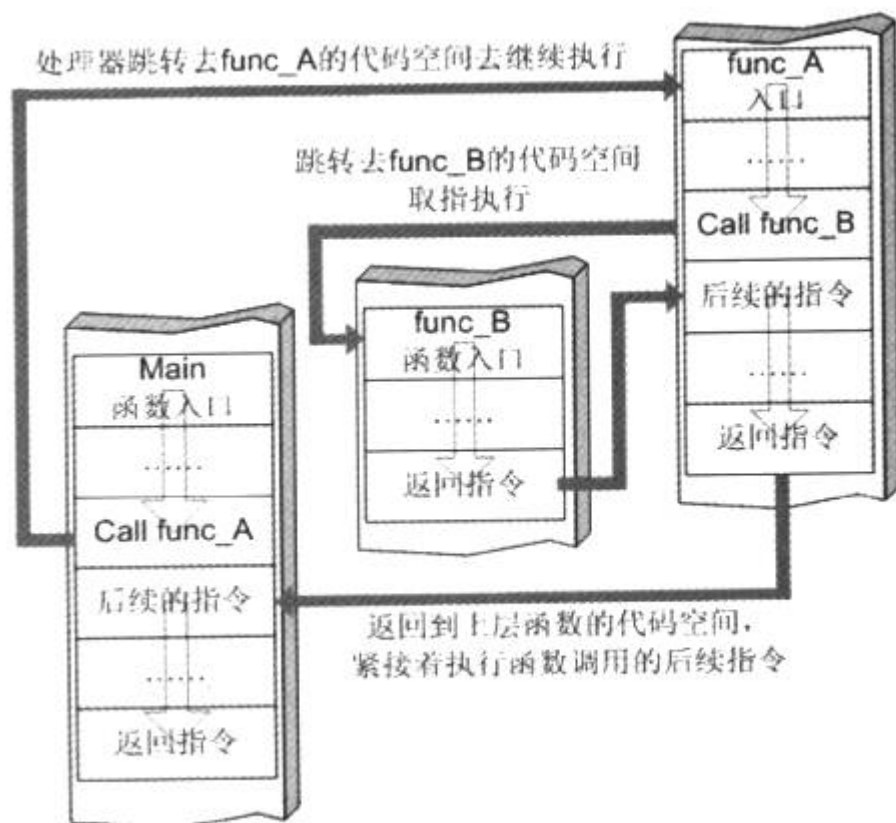 处理器跳转去func_A的代码空间去继续执行
func_A
入口
......
Call func_B
后续的指令
......
返回指令
跳转去func_B的代码空间
取指执行
func_B
函数入口
......
返回指令
Main
函数入口
......
Call func_A
后续的指令
......
返回指令
返回到上层函数的代码空间,
紧接着执行函数调用的后续指令